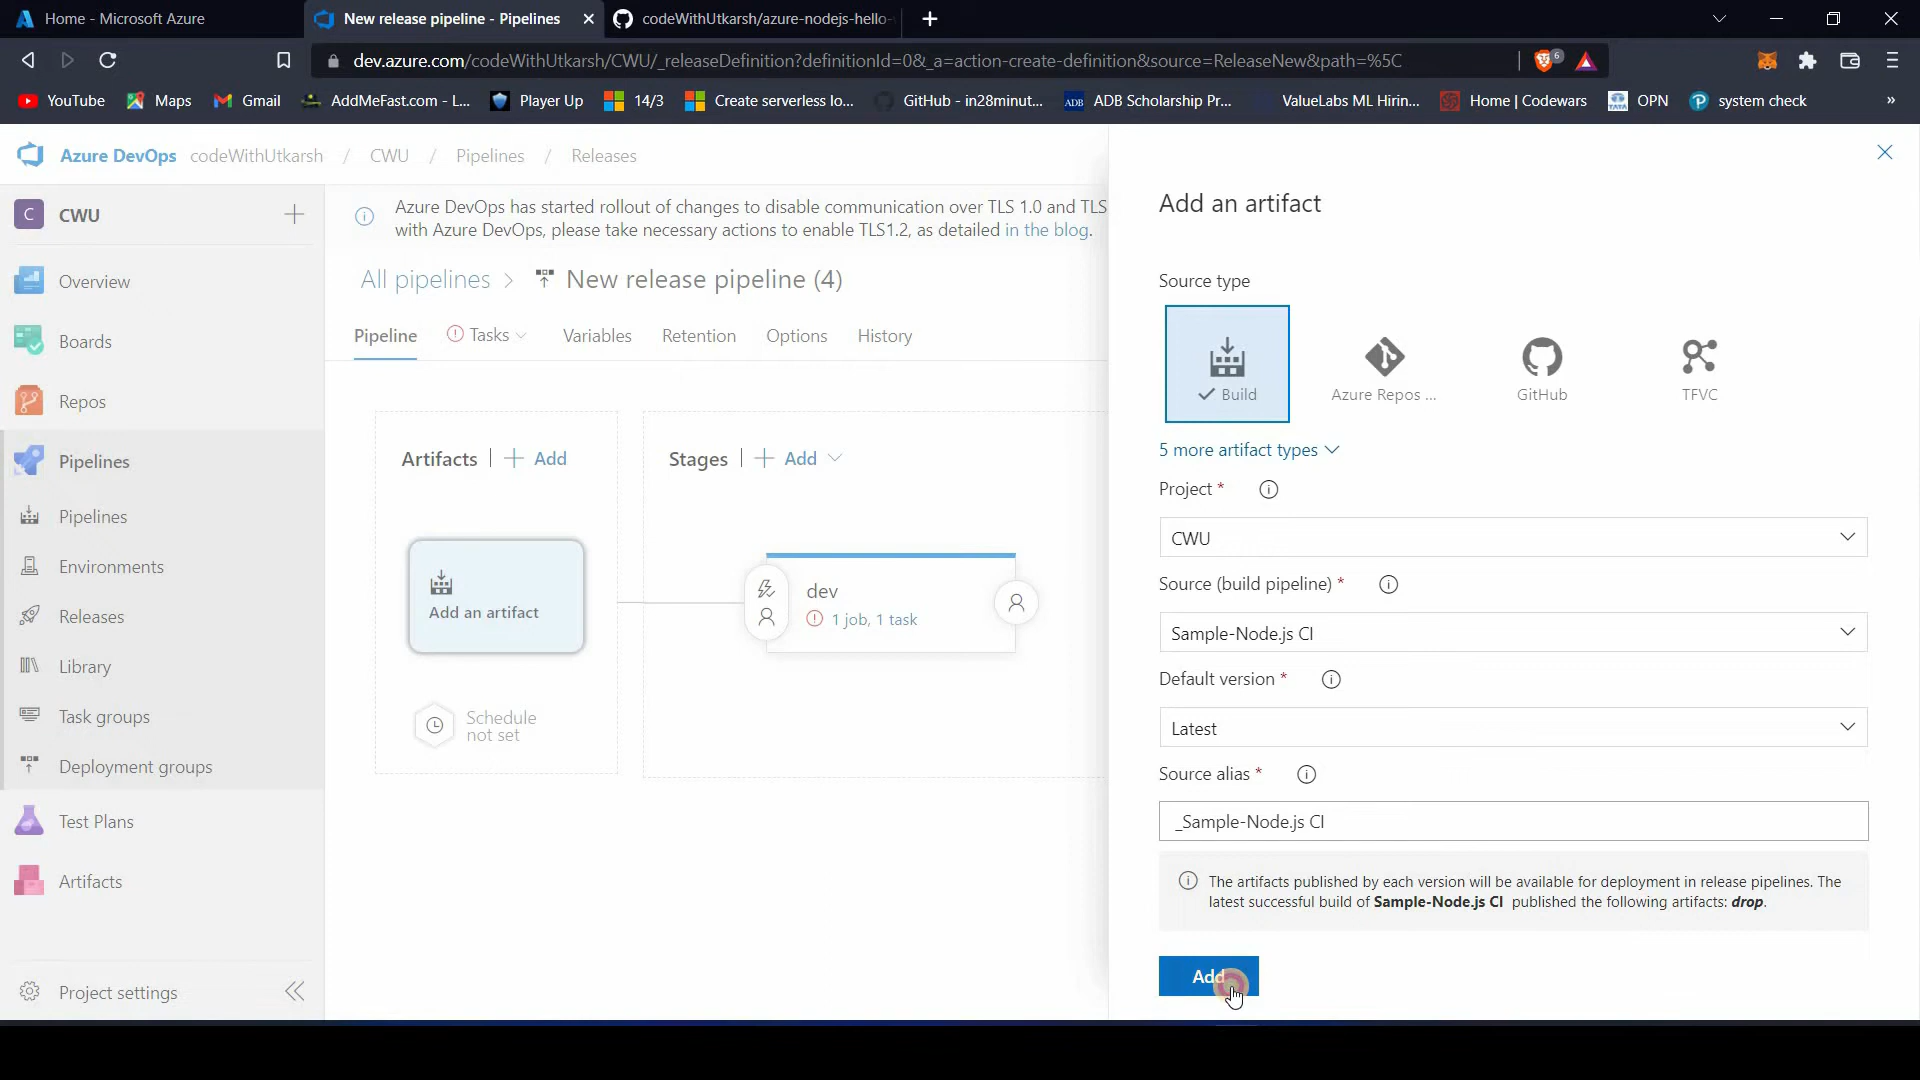 Home - Microsoft Azure
New release pipeline - Pipelines
codeWithUtkarsh/azure-nodejs-hello-
dev.azure.com/codeWithUtkarsh/CWU/_releaseDefinition?definitionId=0&_a=action-create-definition&source=ReleaseNew&path=%5C
6
YouTube
Maps
Gmail
AddMeFast.com - L...
Player Up
14/3
Create serverless lo...
GitHub - in28minut...
ADB
ADB Scholarship Pr...
ValueLabs ML Hirin...
Home | Codewars
TATA
OPN
system check
»
Azure DevOps codeWithUtkarsh / CWU / Pipelines / Releases
C CWU
Overview
Boards
Repos
Pipelines
Pipelines
Environments
Releases
Library
Task groups
Deployment groups
Test Plans
Artifacts
Project settings
Azure DevOps has started rollout of changes to disable communication over TLS 1.0 and TLS
with Azure DevOps, please take necessary actions to enable TLS1.2, as detailed in the blog.
All pipelines > New release pipeline (4)
Pipeline Tasks Variables Retention Options History
Artifacts | + Add
Stages | + Add
Add an artifact
Schedule
not set
dev
1 job, 1 task
Add an artifact
Source type
Build
Azure Repos ...
GitHub
TFVC
5 more artifact types
Project *
CWU
Source (build pipeline) *
Sample-Node.js CI
Default version *
Latest
Source alias *
_Sample-Node.js CI
The artifacts published by each version will be available for deployment in release pipelines. The
latest successful build of Sample-Node.js CI published the following artifacts: drop.
Add